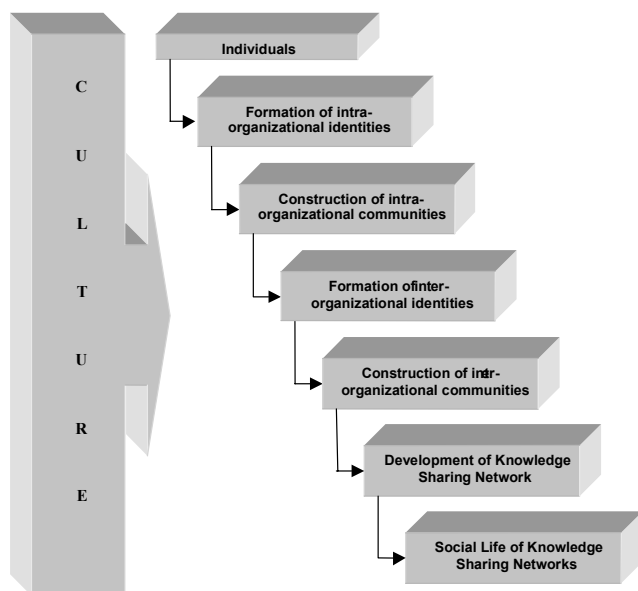 C
U
L
T
U
R
E
Individuals
Formation of intra-
organizational identities
Construction of intra-
organizational communities
Formation ofinter-
organizational identities
Construction of inter-
organizational communities
Development of Knowledge
Sharing Network
Social Life of Knowledge
Sharing Networks